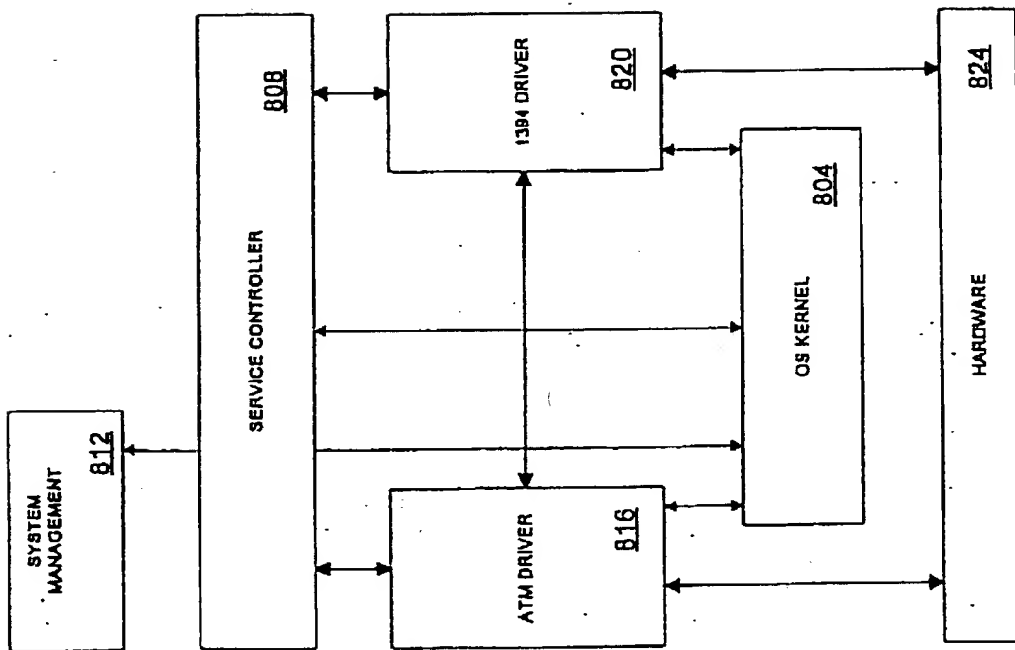 SYSTEM
MANAGEMENT
812
SERVICE CONTROLLER
808
ATM DRIVER
816
1394 DRIVER
820
OS KERNEL
804
HARDWARE
824